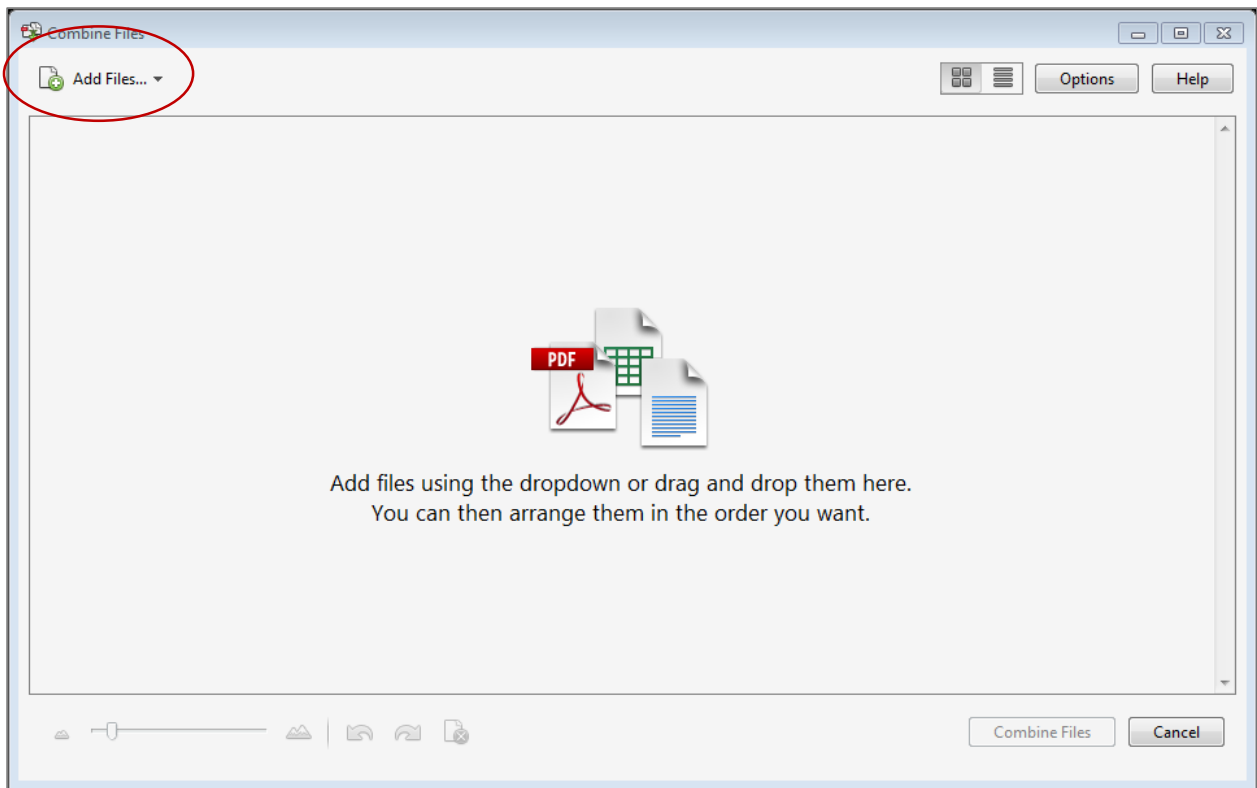 Combine Files
Add Files...
Options
Help
PDF
Add files using the dropdown or drag and drop them here.
You can then arrange them in the order you want.
Combine Files
Cancel